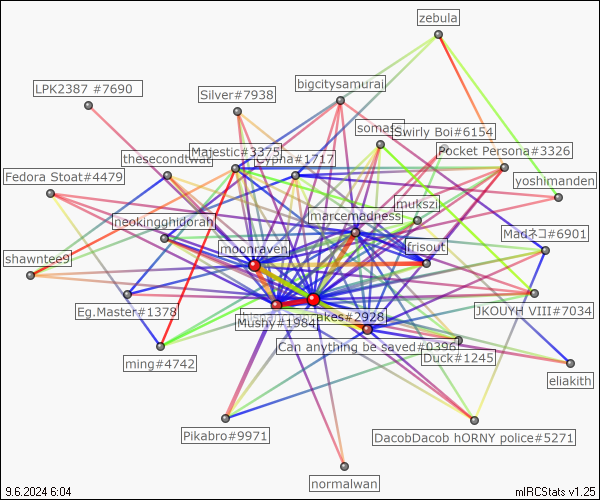 zebula
LPK2387 #7690
bigcitysamurai
Silver#7938
somas
Swirly Boi#6154
Majestic#3375
Pocket Persona#3326
thesecondtwat
Cypha#1717
Fedora Stoat#4479
yoshimanden
mukszi
neokingghidorah
marcemadness
Madネコ#6901
moonraven
frisout
shawntee9
Eg.Master#1378
cakes#2928
JKOUYH VIII#7034
Mushy#1984
Can anything be saved#0396
Duck#1245
ming#4742
eliakith
Pikabro#9971
DacobDacob hORNY police#5271
normalwan
9.6.2024 6:04
mIRCStats v1.25